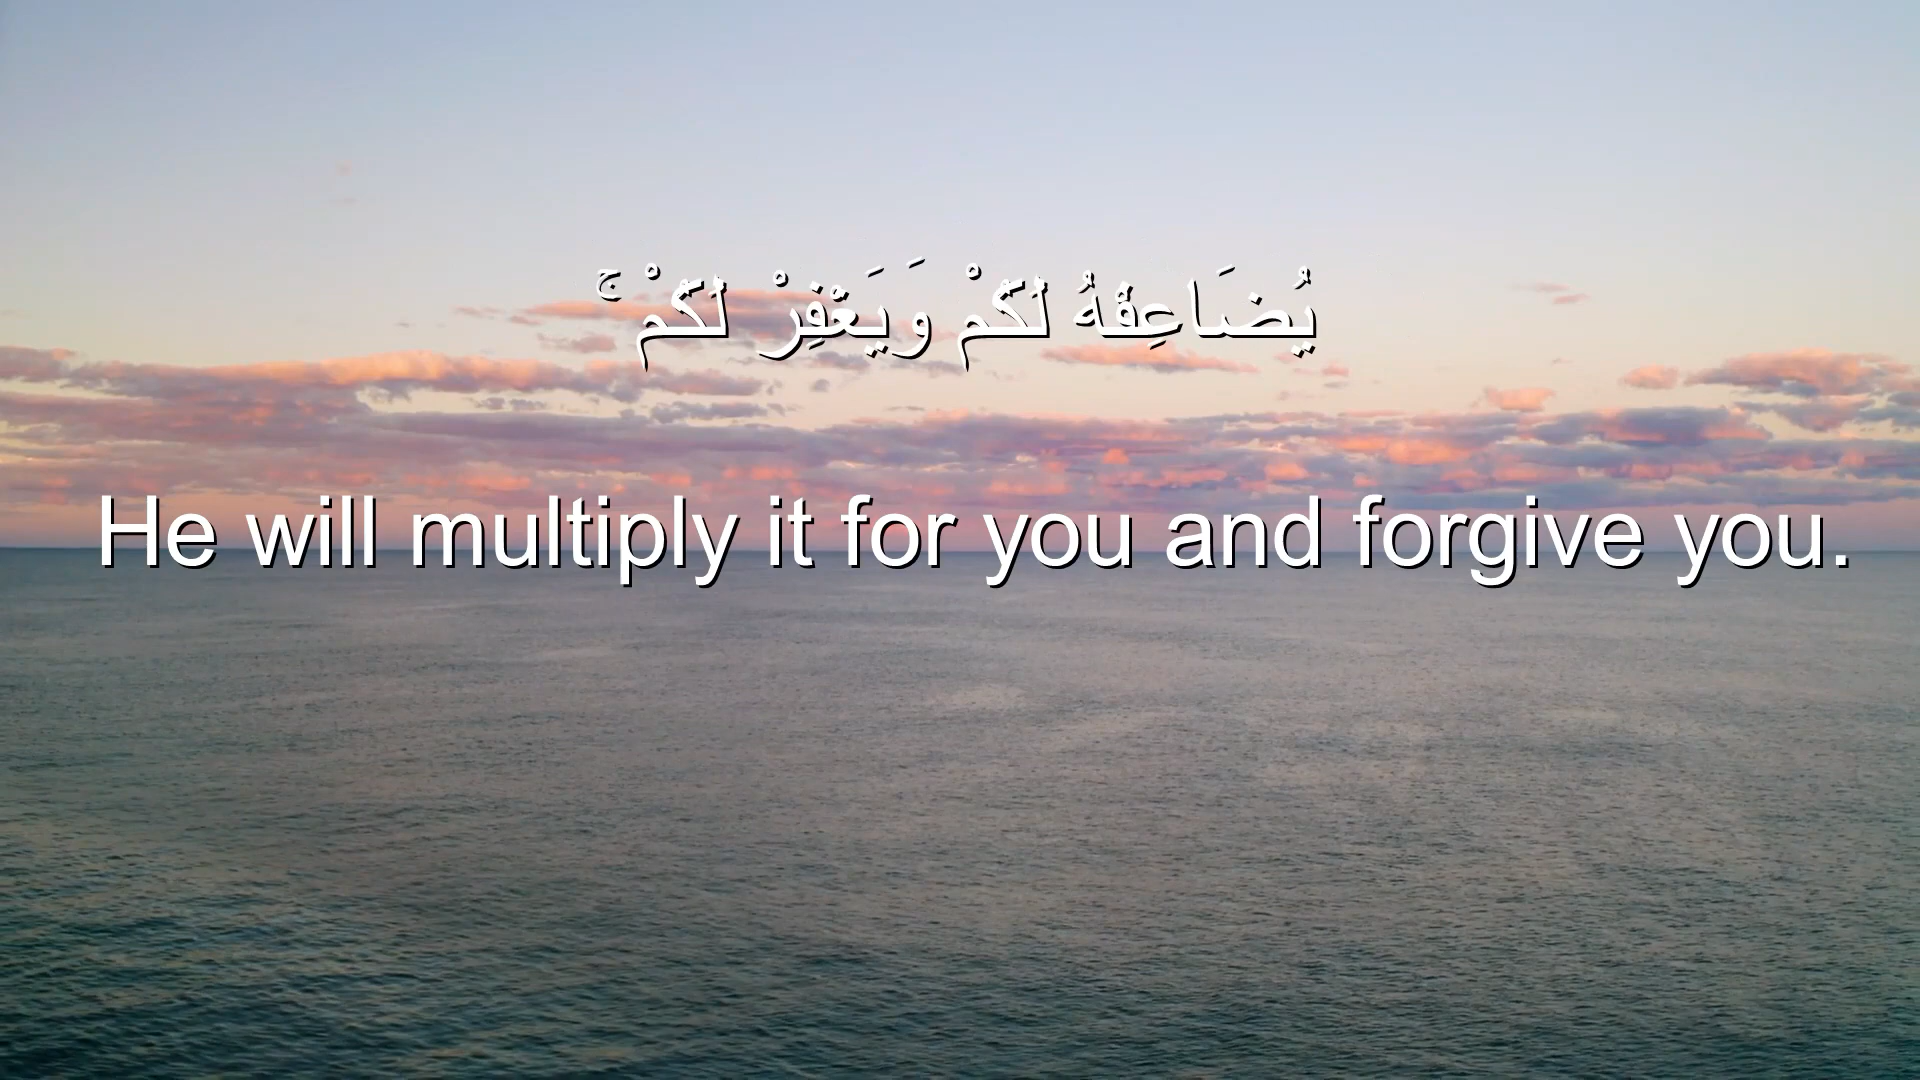 يُضَاعِفْهُ لَكُمْ وَيَغْفِرْ لَكُمْ ۚ
He will multiply it for you and forgive you.